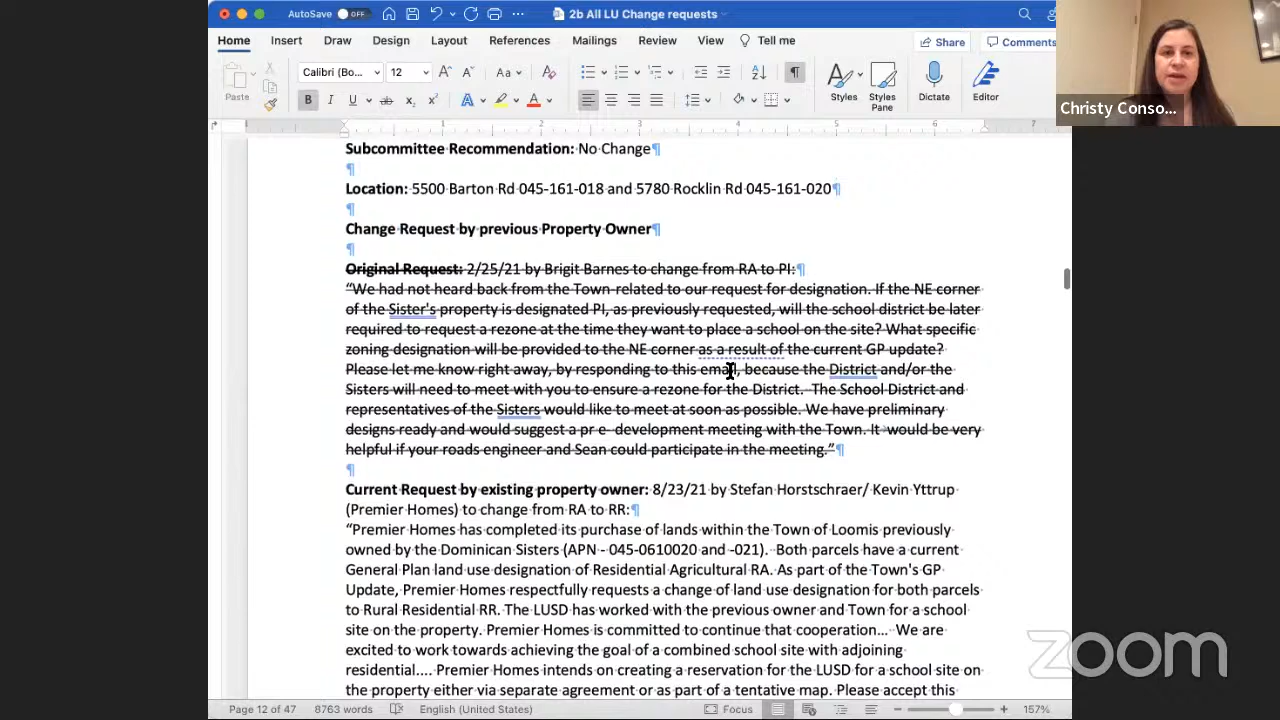 AutoSave OFF 2b All LU Change requests
Home Insert Draw Design Layout References Mailings Review View Tell me Share Comments
Paste Calibri (Bo... 12 Styles Styles Pane Dictate Editor
Christy Conso...
1 2 3 4 5 6 7
Subcommittee Recommendation: No Change¶
¶
Location: 5500 Barton Rd 045-161-018 and 5780 Rocklin Rd 045-161-020¶
¶
Change Request by previous Property Owner¶
¶
Original Request: 2/25/21 by Brigit Barnes to change from RA to PI:¶
“We had not heard back from the Town related to our request for designation. If the NE corner
of the Sister's property is designated PI, as previously requested, will the school district be later
required to request a rezone at the time they want to place a school on the site? What specific
zoning designation will be provided to the NE corner as a result of the current GP update?
Please let me know right away, by responding to this email, because the District and/or the
Sisters will need to meet with you to ensure a rezone for the District. The School District and
representatives of the Sisters would like to meet at soon as possible. We have preliminary
designs ready and would suggest a pr e- development meeting with the Town. It would be very
helpful if your roads engineer and Sean could participate in the meeting.”¶
¶
Current Request by existing property owner: 8/23/21 by Stefan Horstschraer/ Kevin Yttrup
(Premier Homes) to change from RA to RR:¶
“Premier Homes has completed its purchase of lands within the Town of Loomis previously
owned by the Dominican Sisters (APN - 045-0610020 and -021). Both parcels have a current
General Plan land use designation of Residential Agricultural RA. As part of the Town's GP
Update, Premier Homes respectfully requests a change of land use designation for both parcels
to Rural Residential RR. The LUSD has worked with the previous owner and Town for a school
site on the property. Premier Homes is committed to continue that cooperation... We are
excited to work towards achieving the goal of a combined school site with adjoining
residential.... Premier Homes intends on creating a reservation for the LUSD for a school site on
the property either via separate agreement or as part of a tentative map. Please accept this
Page 12 of 47 8763 words English (United States) Focus 157%
zoom